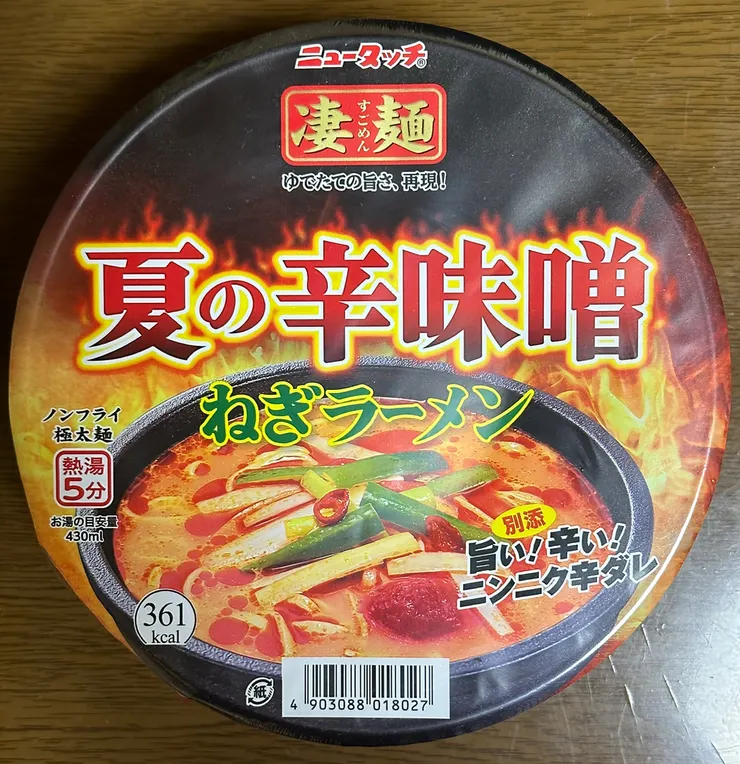 ニュータッチ®
凄麺
すごめん
ゆでたての旨さ、再現!
夏の辛味噌
ねぎラーメン
ノンフライ
極太麺
熱湯
5分
お湯の目安量
430ml
別添
旨い!辛い!
ニンニク辛ダレ
361
kcal
紙
4 903088 018027